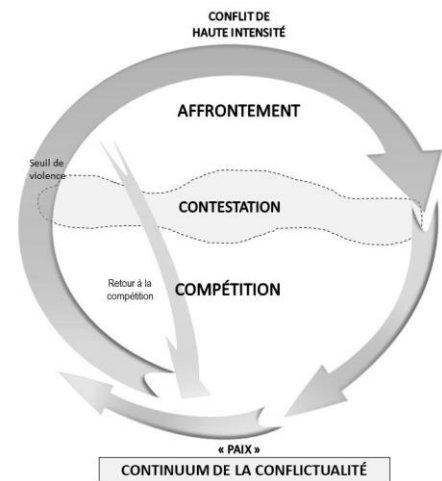 CONFLIT DE
HAUTE INTENSITÉ
AFFRONTEMENT
Seuil de
violence
CONTESTATION
Retour à la
compétition
COMPÉTITION
« PAIX »
CONTINUUM DE LA CONFLICTUALITÉ